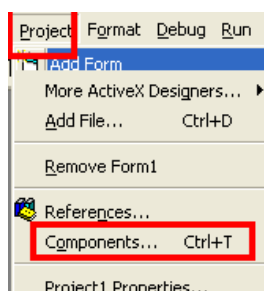 Project Format Debug Run
Add Form
More ActiveX Designers...
Add File... Ctrl+D
Remove Form1
References...
Components... Ctrl+T
Project1 Properties...